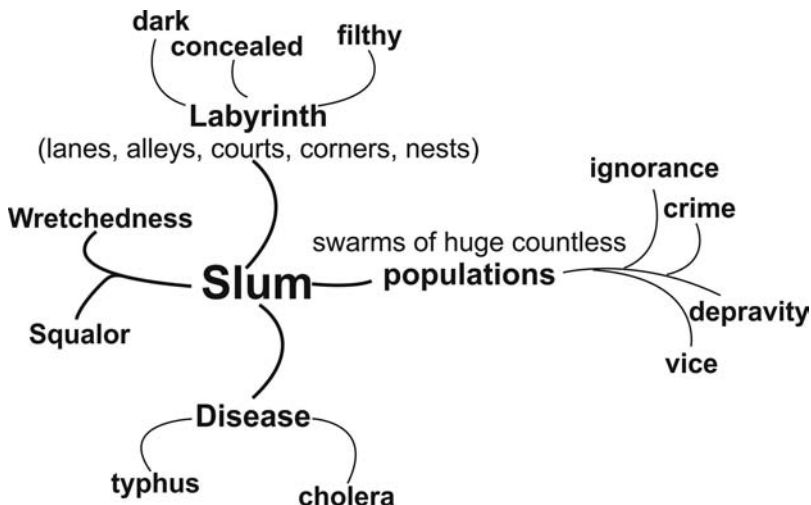 dark
concealed
filthy
Labyrinth
(lanes, alleys, courts, corners, nests)
ignorance
crime
Wretchedness
swarms of huge countless
populations
Slum
depravity
Squalor
vice
Disease
typhus
cholera